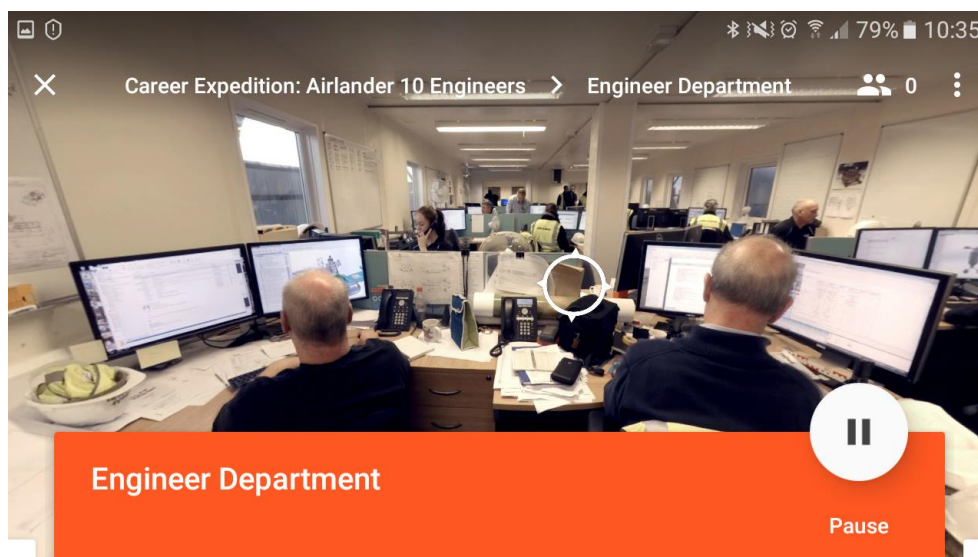 79% 10:35
Career Expedition: Airlander 10 Engineers > Engineer Department 0
Engineer Department
Pause